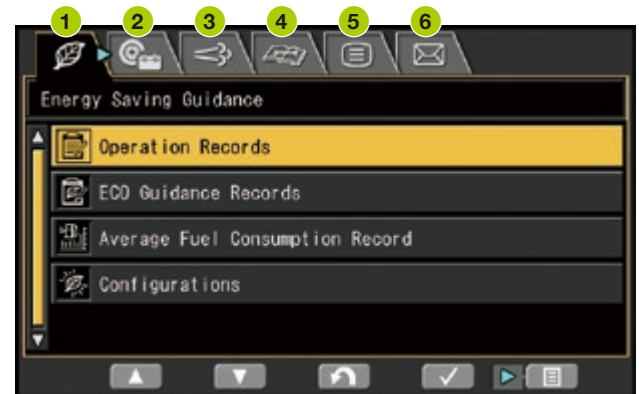 1 2 3 4 5 6
Energy Saving Guidance
Operation Records
ECO Guidance Records
Average Fuel Consumption Record
Configurations